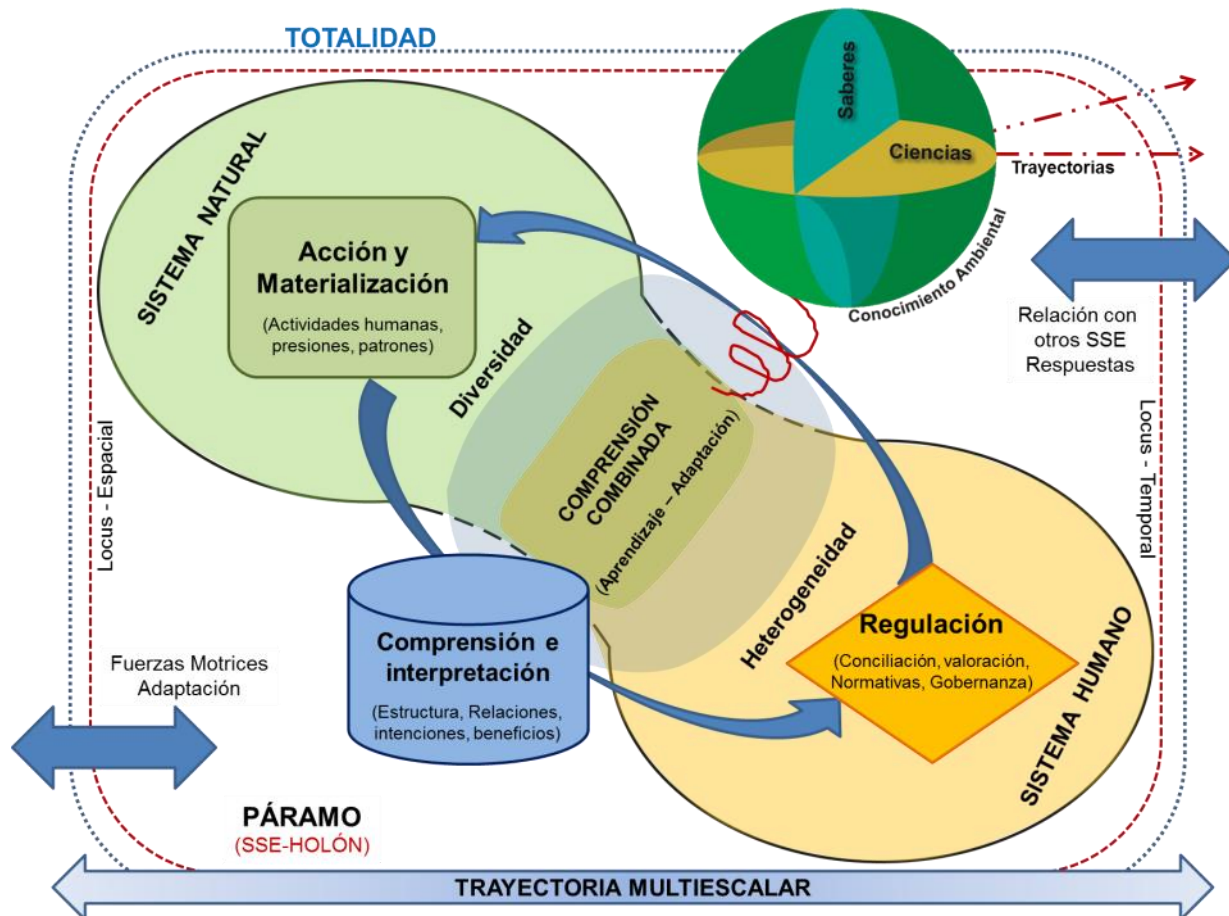 TOTALIDAD
SISTEMA NATURAL
Acción y
Materialización
(Actividades humanas,
presiones, patrones)
Diversidad
Saberes
Ciencias
Trayectorias
Conocimiento Ambiental
Relación con
otros SSE
Respuestas
Locus - Espacial
Locus - Temporal
COMPRENSIÓN
COMBINADA
(Aprendizaje – Adaptación)
Heterogeneidad
Comprensión e
interpretación
(Estructura, Relaciones,
intenciones, beneficios)
Regulación
(Conciliación, valoración,
Normativas, Gobernanza)
SISTEMA HUMANO
Fuerzas Motrices
Adaptación
PÁRAMO
(SSE-HOLÓN)
TRAYECTORIA MULTIESCALAR